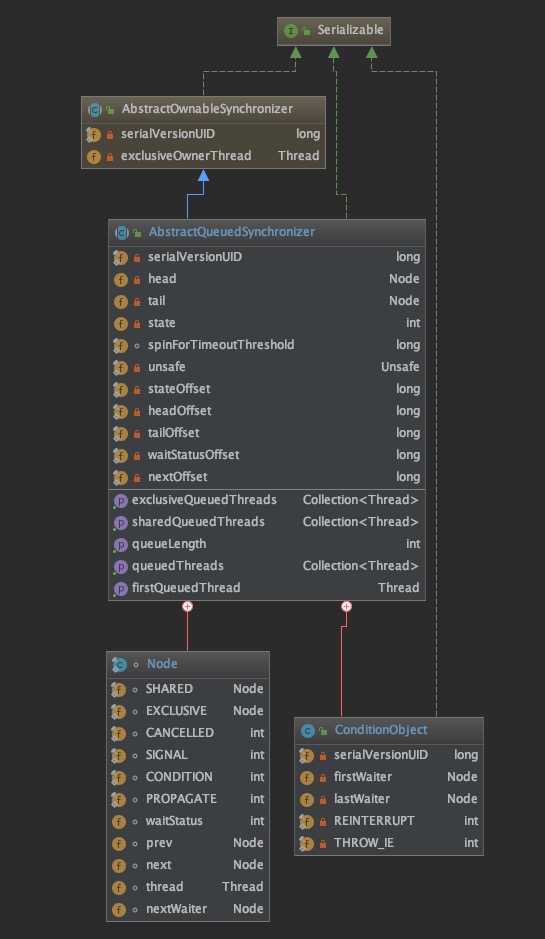 Serializable
AbstractOwnableSynchronizer
serialVersionUID long
exclusiveOwnerThread Thread
AbstractQueuedSynchronizer
serialVersionUID long
head Node
tail Node
state int
spinForTimeoutThreshold long
unsafe Unsafe
stateOffset long
headOffset long
tailOffset long
waitStatusOffset long
nextOffset long
exclusiveQueuedThreads Collection<Thread>
sharedQueuedThreads Collection<Thread>
queueLength int
queuedThreads Collection<Thread>
firstQueuedThread Thread
Node
SHARED Node
EXCLUSIVE Node
CANCELLED int
SIGNAL int
CONDITION int
PROPAGATE int
waitStatus int
prev Node
next Node
thread Thread
nextWaiter Node
ConditionObject
serialVersionUID long
firstWaiter Node
lastWaiter Node
REINTERRUPT int
THROW_IE int